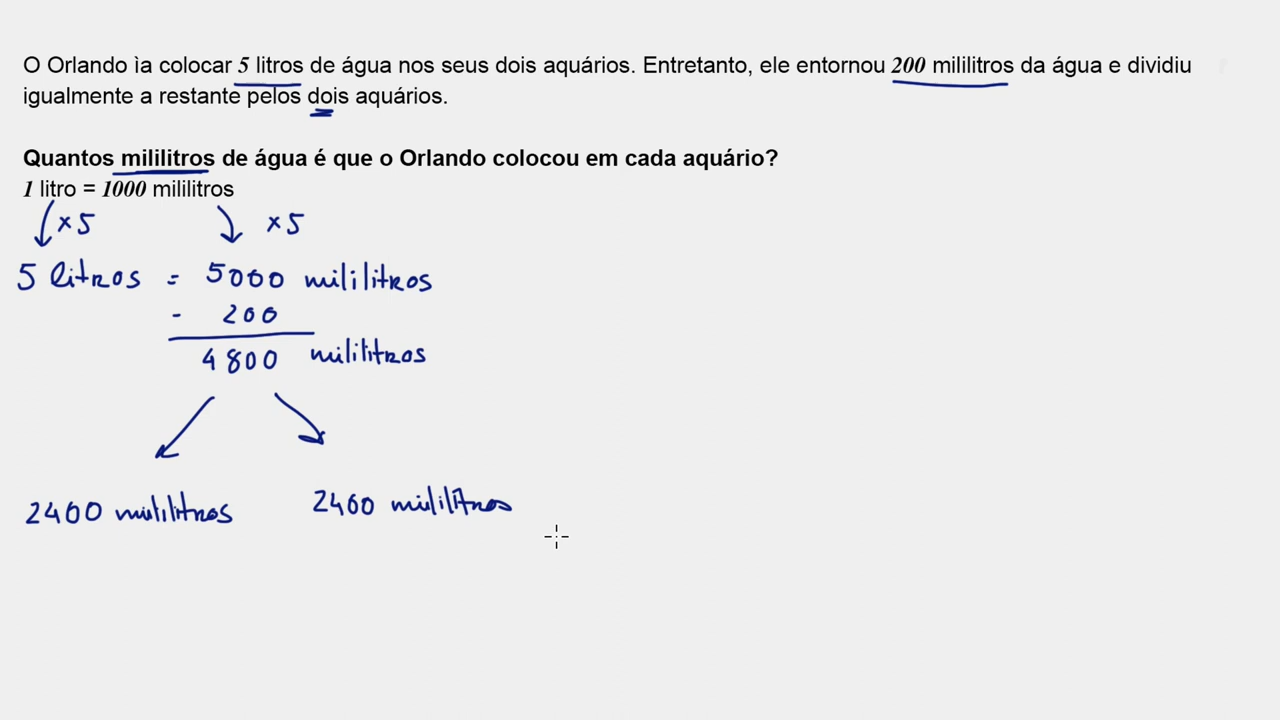 O Orlando ìa colocar 5 litros de água nos seus dois aquários. Entretanto, ele entornou 200 mililitros da água e dividiu
igualmente a restante pelos dois aquários.
Quantos mililitros de água é que o Orlando colocou em cada aquário?
1 litro = 1000 mililitros
×5 ×5
5 litros = 5000 mililitros
- 200
4800 mililitros
2400 mililitros 2400 mililitros